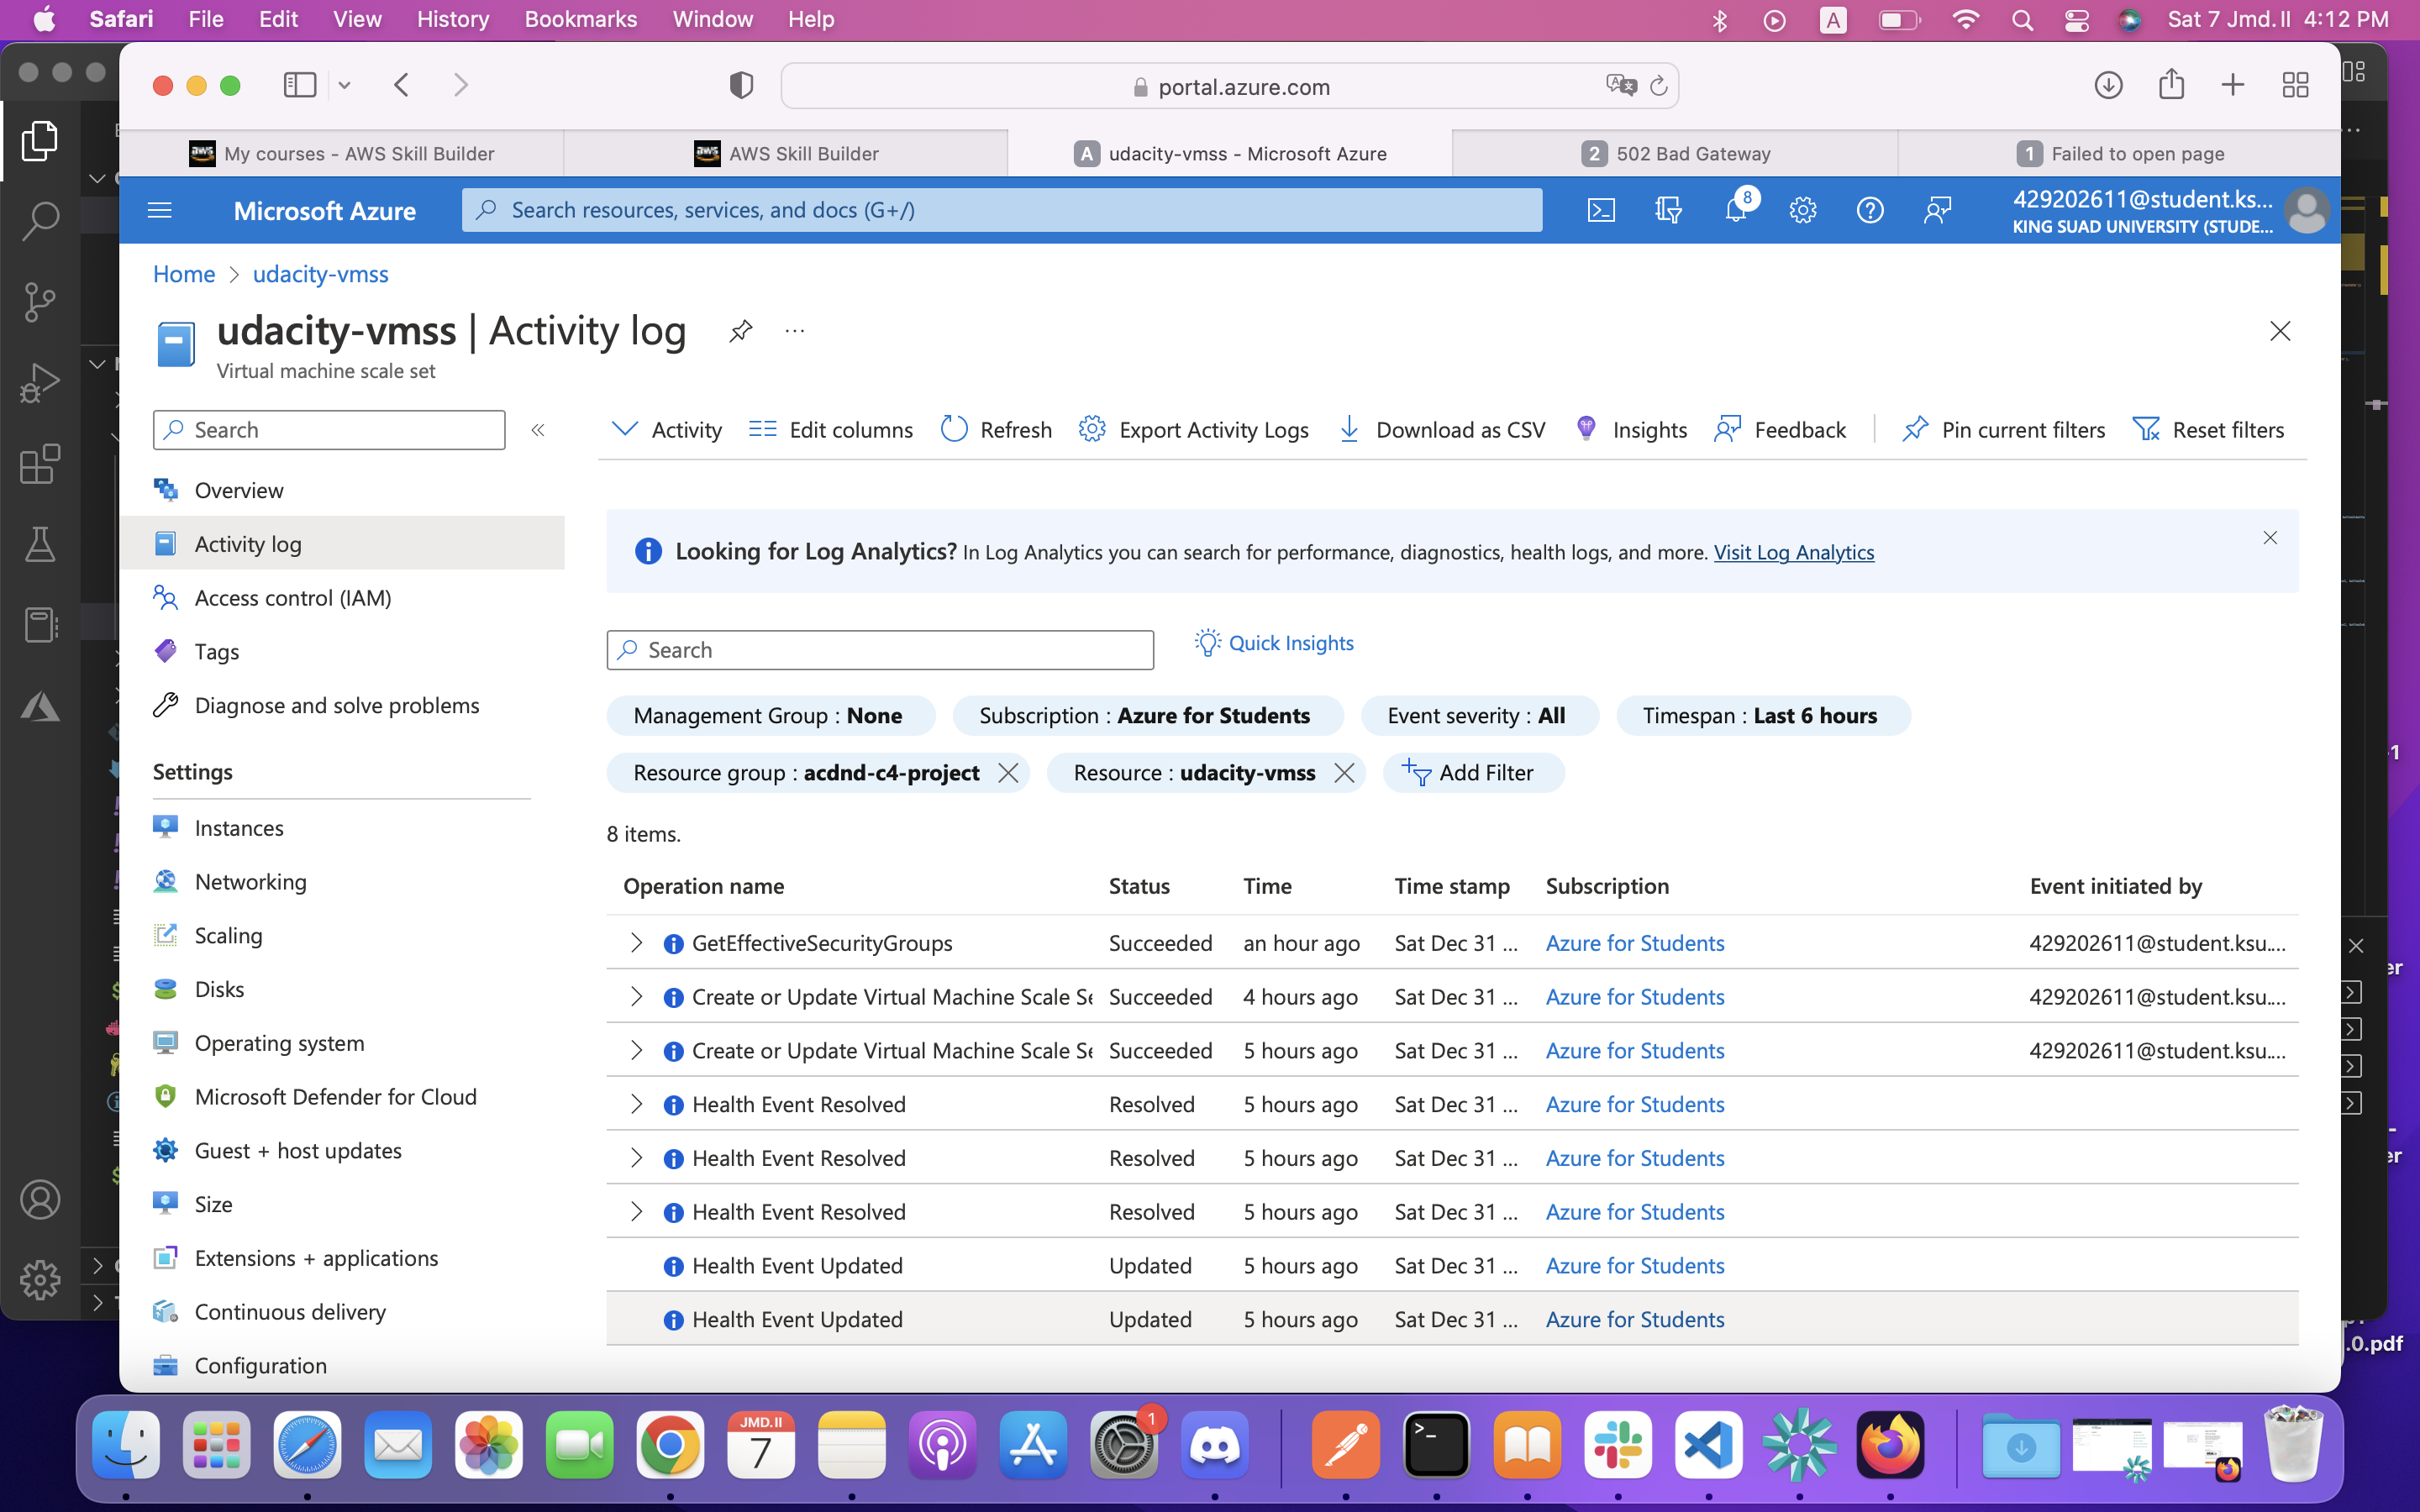 Safari File Edit View History Bookmarks Window Help A Sat 7 Jmd. II 4:12 PM
portal.azure.com
aws My courses - AWS Skill Builder aws AWS Skill Builder A udacity-vmss - Microsoft Azure 2 502 Bad Gateway 1 Failed to open page
Microsoft Azure Search resources, services, and docs (G+/) 8 429202611@student.ks...
KING SUAD UNIVERSITY (STUDE...
Home > udacity-vmss
udacity-vmss | Activity log ...
Virtual machine scale set
Search «
Activity Edit columns Refresh Export Activity Logs Download as CSV Insights Feedback Pin current filters Reset filters
Overview
Activity log
Access control (IAM)
Tags
Diagnose and solve problems
Settings
Instances
Networking
Scaling
Disks
Operating system
Microsoft Defender for Cloud
Guest + host updates
Size
Extensions + applications
Continuous delivery
Configuration
Looking for Log Analytics? In Log Analytics you can search for performance, diagnostics, health logs, and more. Visit Log Analytics
Search Quick Insights
Management Group : None Subscription : Azure for Students Event severity : All Timespan : Last 6 hours
Resource group : acdnd-c4-project Resource : udacity-vmss Add Filter
8 items.
Operation name Status Time Time stamp Subscription Event initiated by
GetEffectiveSecurityGroups Succeeded an hour ago Sat Dec 31 ... Azure for Students 429202611@student.ksu....
Create or Update Virtual Machine Scale Se Succeeded 4 hours ago Sat Dec 31 ... Azure for Students 429202611@student.ksu....
Create or Update Virtual Machine Scale Se Succeeded 5 hours ago Sat Dec 31 ... Azure for Students 429202611@student.ksu....
Health Event Resolved Resolved 5 hours ago Sat Dec 31 ... Azure for Students
Health Event Resolved Resolved 5 hours ago Sat Dec 31 ... Azure for Students
Health Event Resolved Resolved 5 hours ago Sat Dec 31 ... Azure for Students
Health Event Updated Updated 5 hours ago Sat Dec 31 ... Azure for Students
Health Event Updated Updated 5 hours ago Sat Dec 31 ... Azure for Students
.0.pdf
JMD.II
7
1